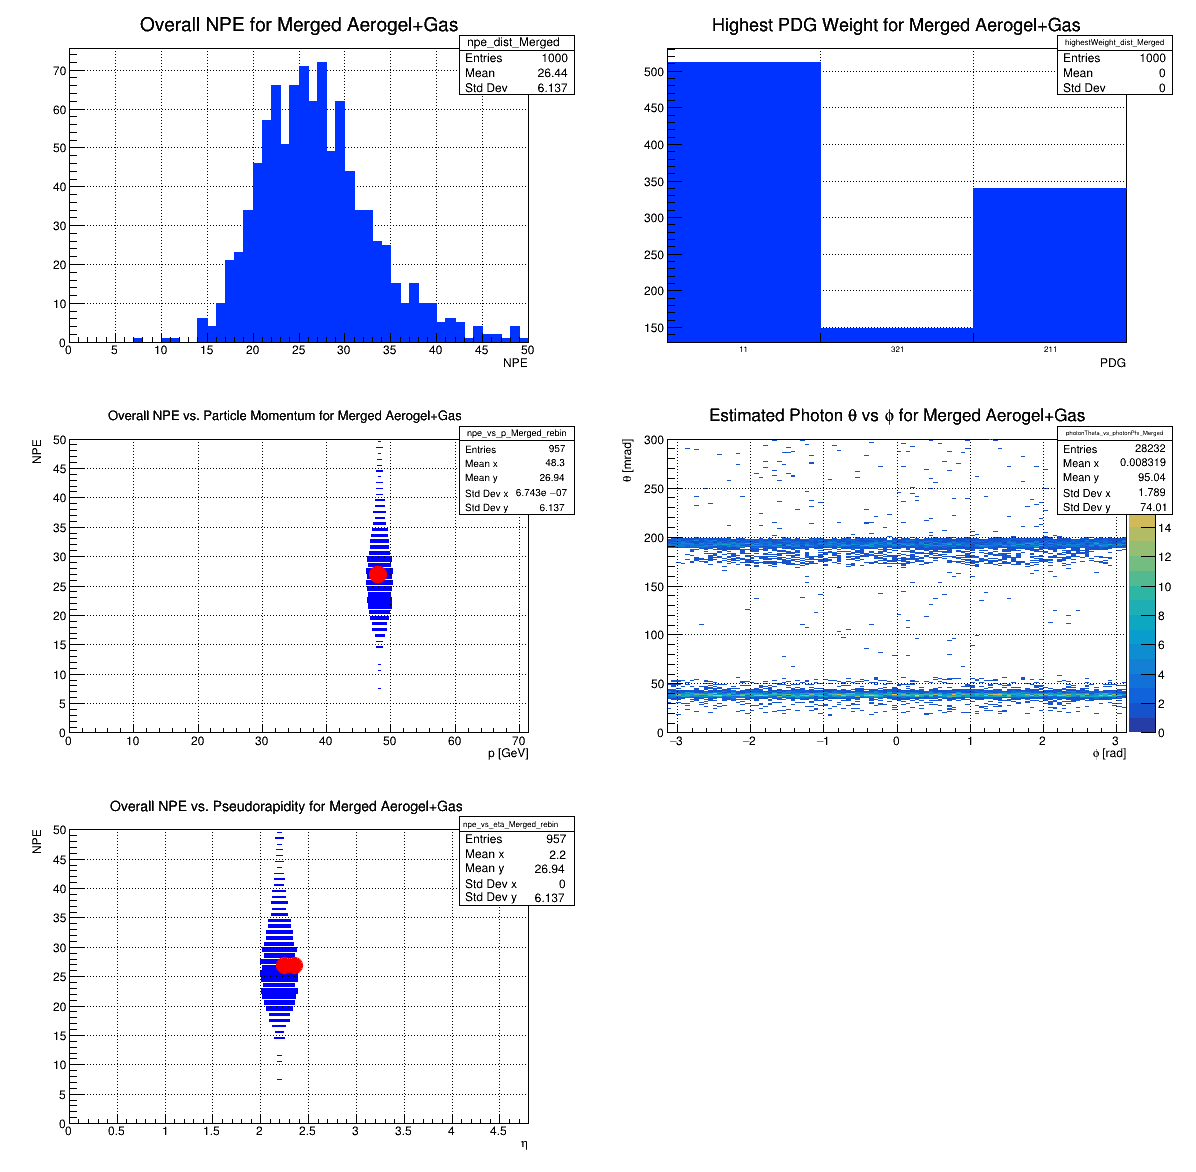 Overall NPE for Merged Aerogel+Gas
npe_dist_Merged
Entries 1000
Mean 26.44
Std Dev 6.137
70
60
50
40
30
20
10
0
0 5 10 15 20 25 30 35 40 45 50
NPE
Highest PDG Weight for Merged Aerogel+Gas
highestWeight_dist_Merged
Entries 1000
Mean 0
Std Dev 0
500
450
400
350
300
250
200
150
11 321 211
PDG
Overall NPE vs. Particle Momentum for Merged Aerogel+Gas
npe_vs_p_Merged_rebin
Entries 957
Mean x 48.3
Mean y 26.94
Std Dev x 6.743e −07
Std Dev y 6.137
NPE
50
45
40
35
30
25
20
15
10
5
0
0 10 20 30 40 50 60 70
p [GeV]
Estimated Photon θ vs ϕ for Merged Aerogel+Gas
photonTheta_vs_photonPhi_Merged
Entries 28232
Mean x 0.008319
Mean y 95.04
Std Dev x 1.789
Std Dev y 74.01
θ [mrad]
300
250
200
150
100
50
0
−3 −2 −1 0 1 2 3
ϕ [rad]
14
12
10
8
6
4
2
0
Overall NPE vs. Pseudorapidity for Merged Aerogel+Gas
npe_vs_eta_Merged_rebin
Entries 957
Mean x 2.2
Mean y 26.94
Std Dev x 0
Std Dev y 6.137
NPE
50
45
40
35
30
25
20
15
10
5
0
0 0.5 1 1.5 2 2.5 3 3.5 4 4.5
η